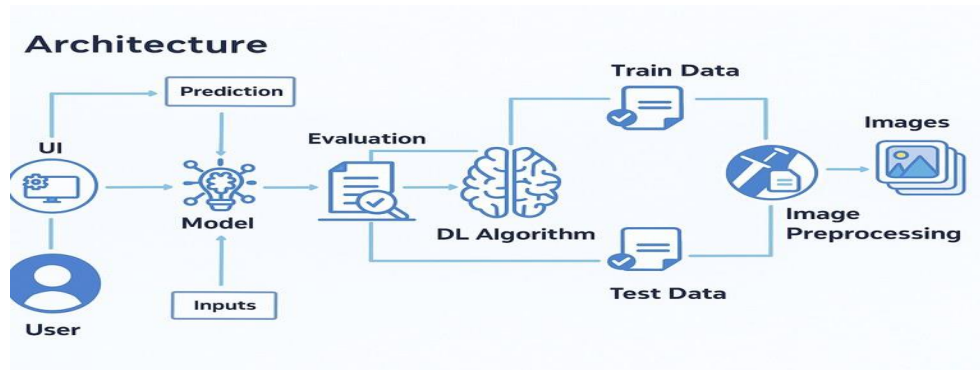 Architecture
Train Data
Prediction
Images
Evaluation
UI
Model
DL Algorithm
Image
Preprocessing
Inputs
Test Data
User